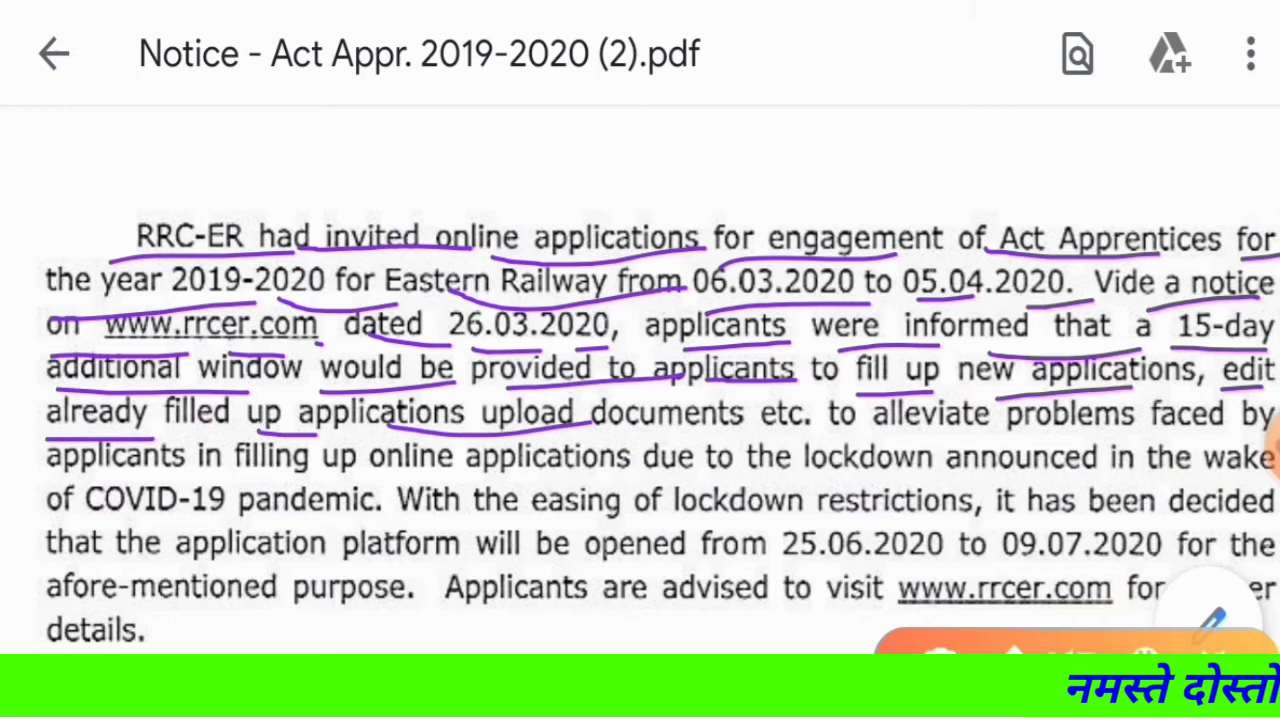 Notice - Act Appr. 2019-2020 (2).pdf
RRC-ER had invited online applications for engagement of Act Apprentices for
the year 2019-2020 for Eastern Railway from 06.03.2020 to 05.04.2020. Vide a notice
on www.rrcer.com dated 26.03.2020, applicants were informed that a 15-day
additional window would be provided to applicants to fill up new applications, edit
already filled up applications upload documents etc. to alleviate problems faced by
applicants in filling up online applications due to the lockdown announced in the wake
of COVID-19 pandemic. With the easing of lockdown restrictions, it has been decided
that the application platform will be opened from 25.06.2020 to 09.07.2020 for the
afore-mentioned purpose. Applicants are advised to visit www.rrcer.com for
details.
नमस्ते दोस्तो